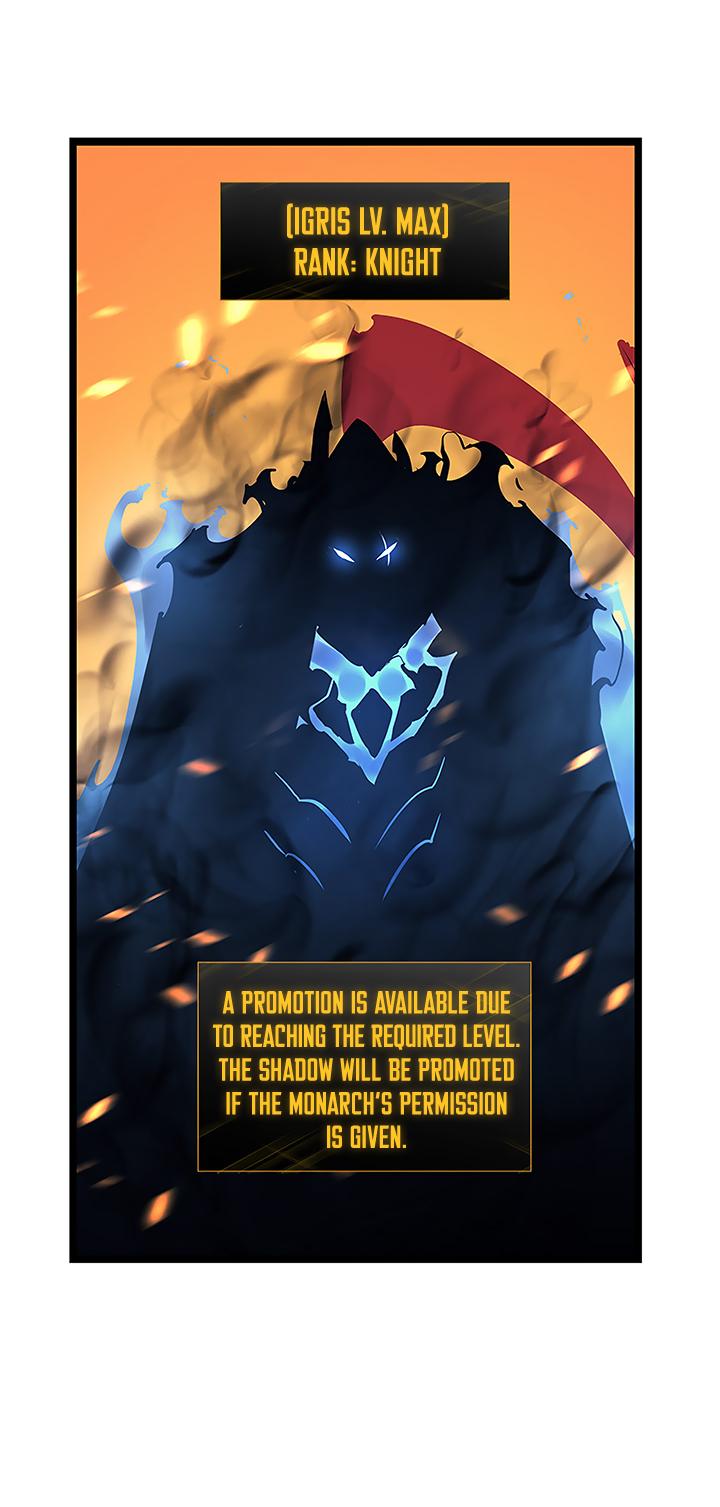 [IGRIS LV. MAX]
RANK: KNIGHT
A PROMOTION IS AVAILABLE DUE
TO REACHING THE REQUIRED LEVEL.
THE SHADOW WILL BE PROMOTED
IF THE MONARCH'S PERMISSION
IS GIVEN.